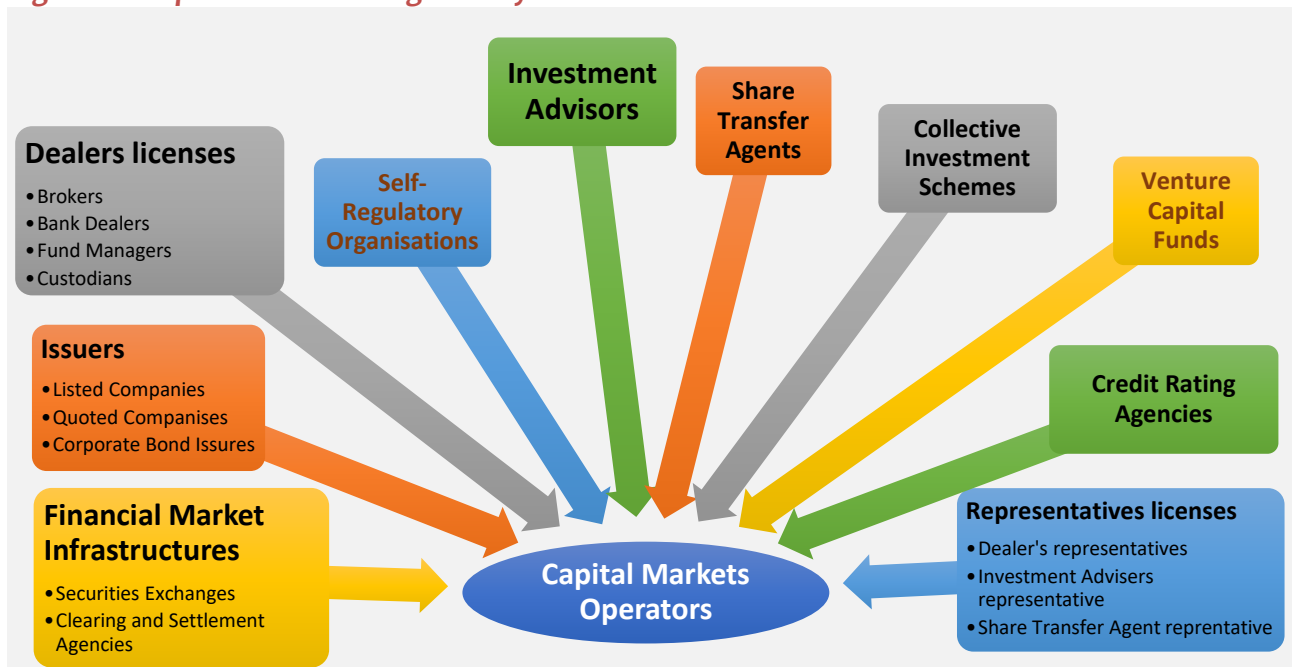 Dealers licenses
•Brokers
•Bank Dealers
•Fund Managers
•Custodians
Self-
Regulatory
Organisations
Investment
Advisors
Share
Transfer
Agents
Collective
Investment
Schemes
Venture
Capital
Funds
Issuers
•Listed Companies
•Quoted Companises
•Corporate Bond Issures
Credit Rating
Agencies
Financial Market
Infrastructures
•Securities Exchanges
•Clearing and Settlement
Agencies
Capital Markets
Operators
Representatives licenses
•Dealer's representatives
•Investment Advisers
representative
•Share Transfer Agent reprentative